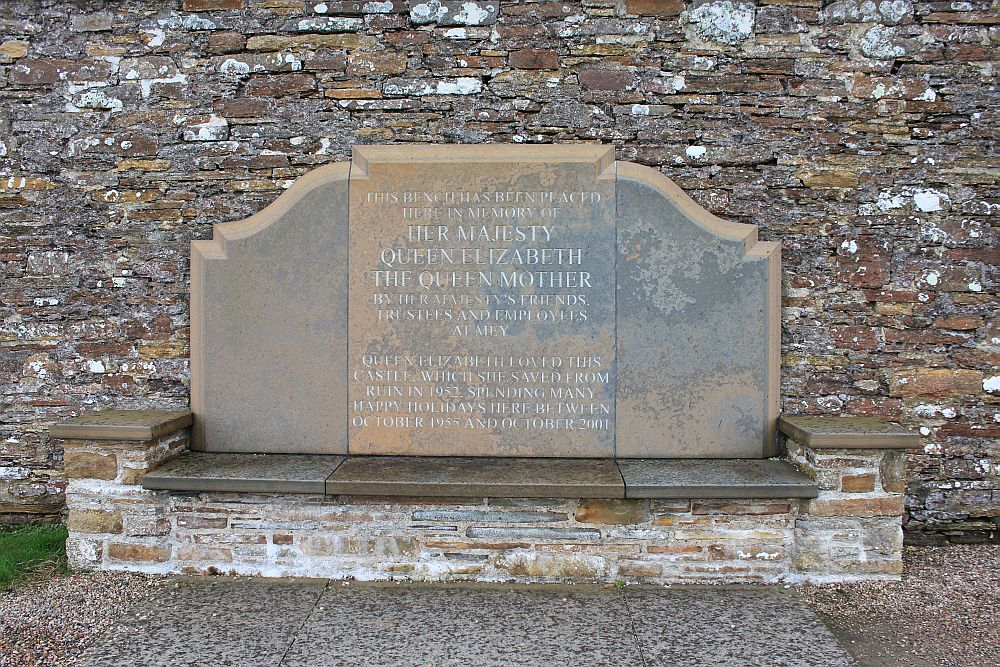 THIS BENCH HAS BEEN PLACED
HERE IN MEMORY OF
HER MAJESTY
QUEEN ELIZABETH
THE QUEEN MOTHER
BY HER MAJESTY'S FRIENDS,
TRUSTEES AND EMPLOYEES
AT MEY.
QUEEN ELIZABETH LOVED THIS
CASTLE, WHICH SHE SAVED FROM
RUIN IN 1952, SPENDING MANY
HAPPY HOLIDAYS HERE BETWEEN
OCTOBER 1955 AND OCTOBER 2001